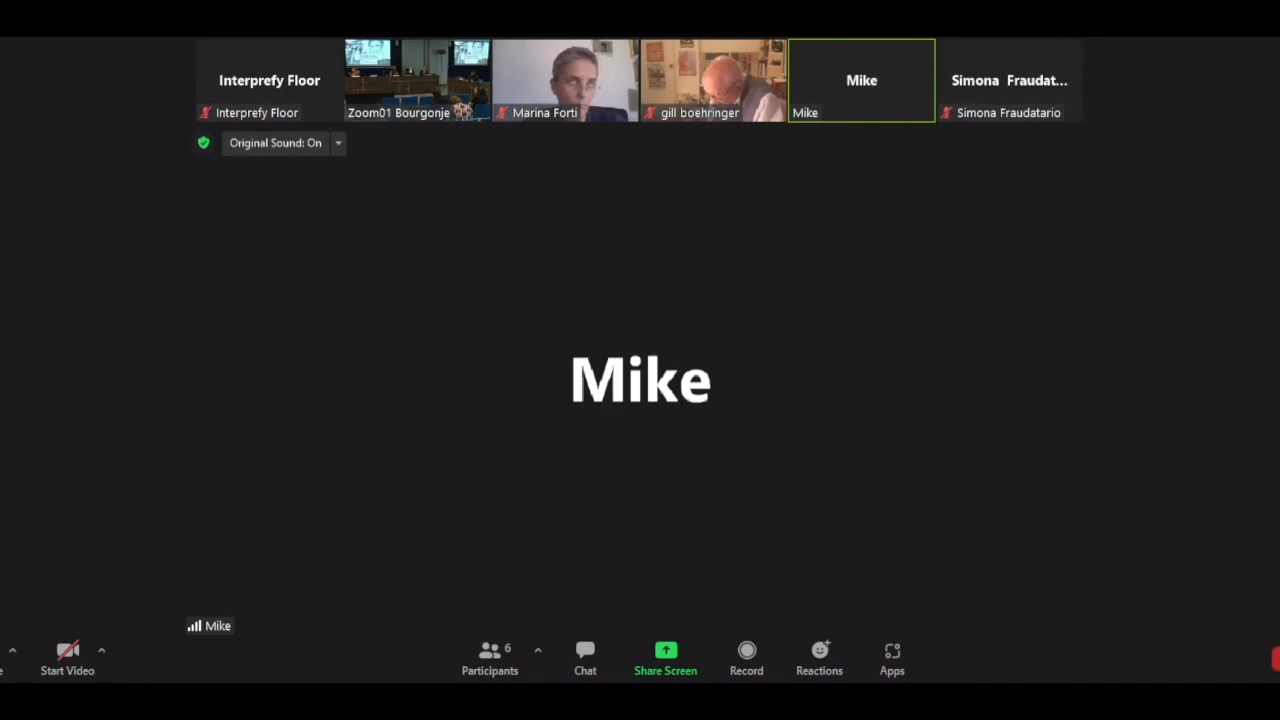 Interprefy Floor
Mike
Simona Fraudat...
Interprefy Floor
Zoom01 Bourgonje
Marina Forti
gill boehringer
Mike
Simona Fraudatario
Original Sound: On
Mike
Mike
6
Start Video
Participants
Chat
Share Screen
Record
Reactions
Apps